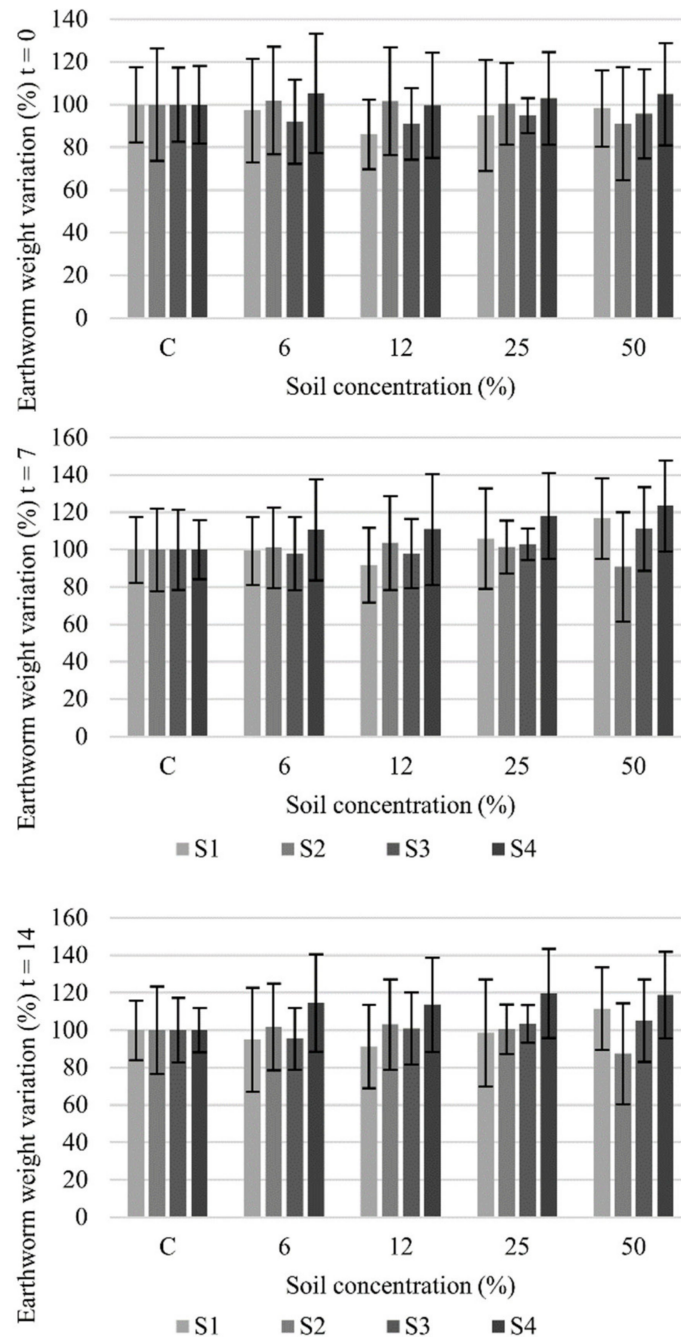 Earthworm weight variation (%) t = 0
140
120
100
80
60
40
20
0
C 6 12 25 50
Soil concentration (%)
Earthworm weight variation (%) t = 7
160
140
120
100
80
60
40
20
0
C 6 12 25 50
Soil concentration (%)
S1 S2 S3 S4
Earthworm weight variation (%) t = 14
160
140
120
100
80
60
40
20
0
C 6 12 25 50
Soil concentration (%)
S1 S2 S3 S4